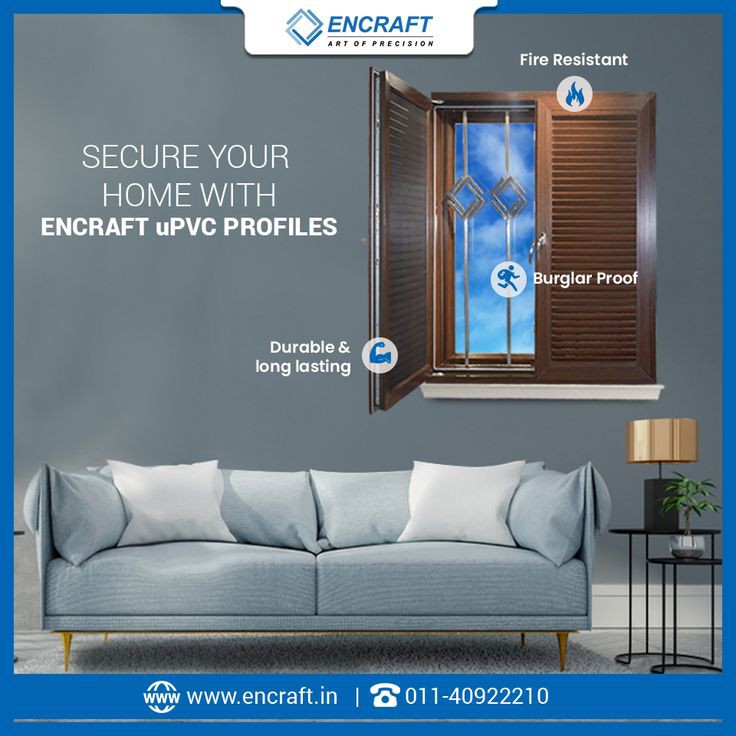 ENCRAFT
ART OF PRECISION
Fire Resistant
SECURE YOUR
HOME WITH
ENCRAFT uPVC PROFILES
Burglar Proof
Durable &
long lasting
www www.encraft.in | 011-40922210